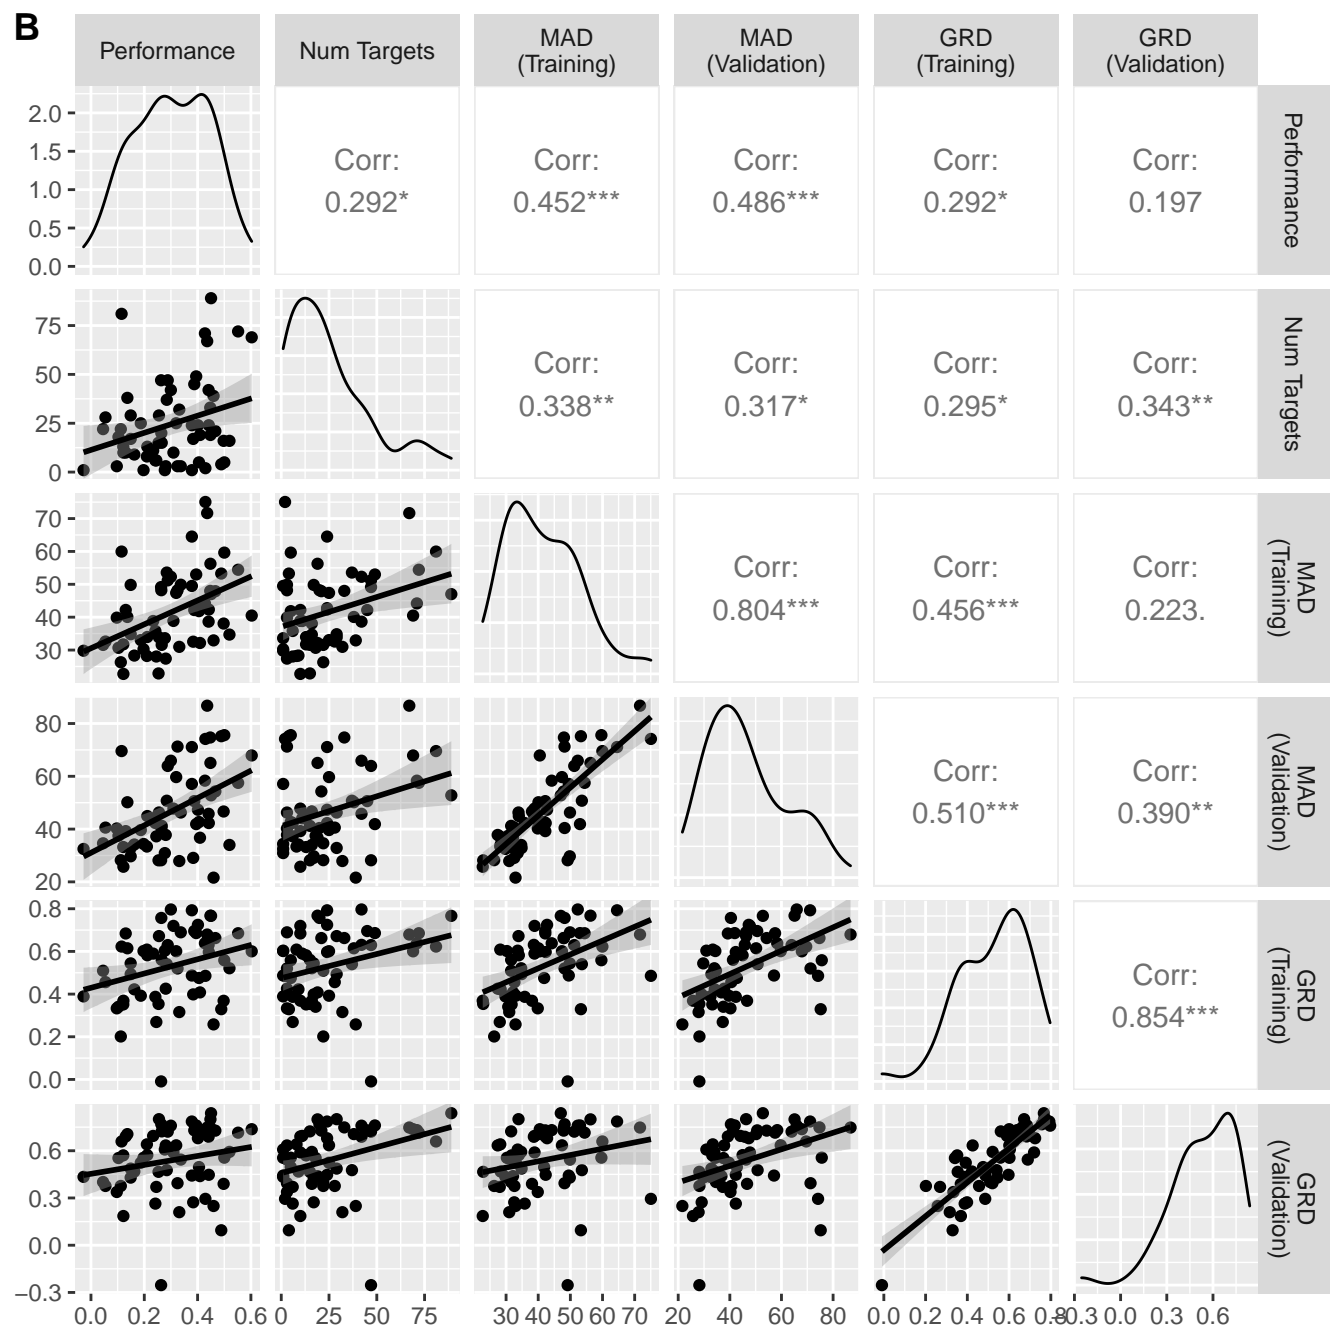 B
Performance
Num Targets
MAD
(Training)
MAD
(Validation)
GRD
(Training)
GRD
(Validation)
2.0
1.5
1.0
0.5
0.0
Corr:
0.292*
Corr:
0.452***
Corr:
0.486***
Corr:
0.292*
Corr:
0.197
Performance
75
50
25
0
Corr:
0.338**
Corr:
0.317*
Corr:
0.295*
Corr:
0.343**
Num Targets
70
60
50
40
30
Corr:
0.804***
Corr:
0.456***
Corr:
0.223.
MAD
(Training)
80
60
40
20
Corr:
0.510***
Corr:
0.390**
MAD
(Validation)
0.8
0.6
0.4
0.2
0.0
Corr:
0.854***
GRD
(Training)
0.6
0.3
0.0
−0.3
GRD
(Validation)
0.0 0.2 0.4 0.6
0 25 50 75
30 40 50 60 70
20 40 60 80
0.0 0.2 0.4 0.6 0.8
−0.3 0.0 0.3 0.6